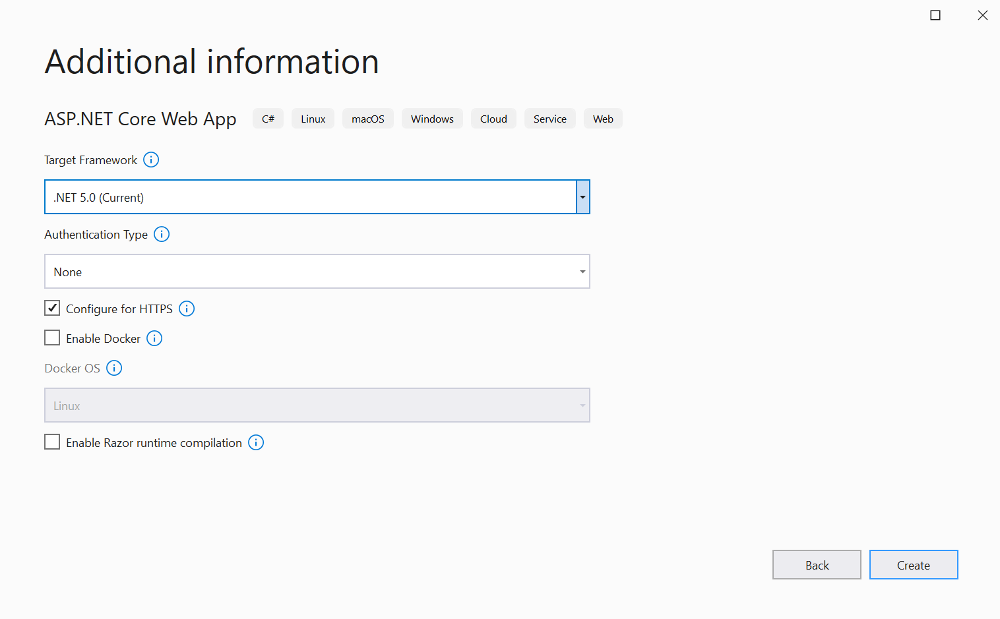 Additional information
ASP.NET Core Web App C# Linux macOS Windows Cloud Service Web
Target Framework
.NET 5.0 (Current)
Authentication Type
None
Configure for HTTPS
Enable Docker
Docker OS
Linux
Enable Razor runtime compilation
Back Create